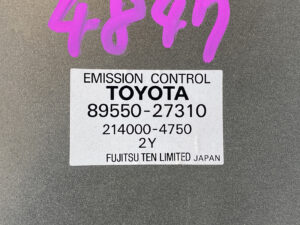 4847
EMISSION CONTROL
TOYOTA
89550-27310
214000-4750
2Y
FUJITSU TEN LIMITED JAPAN